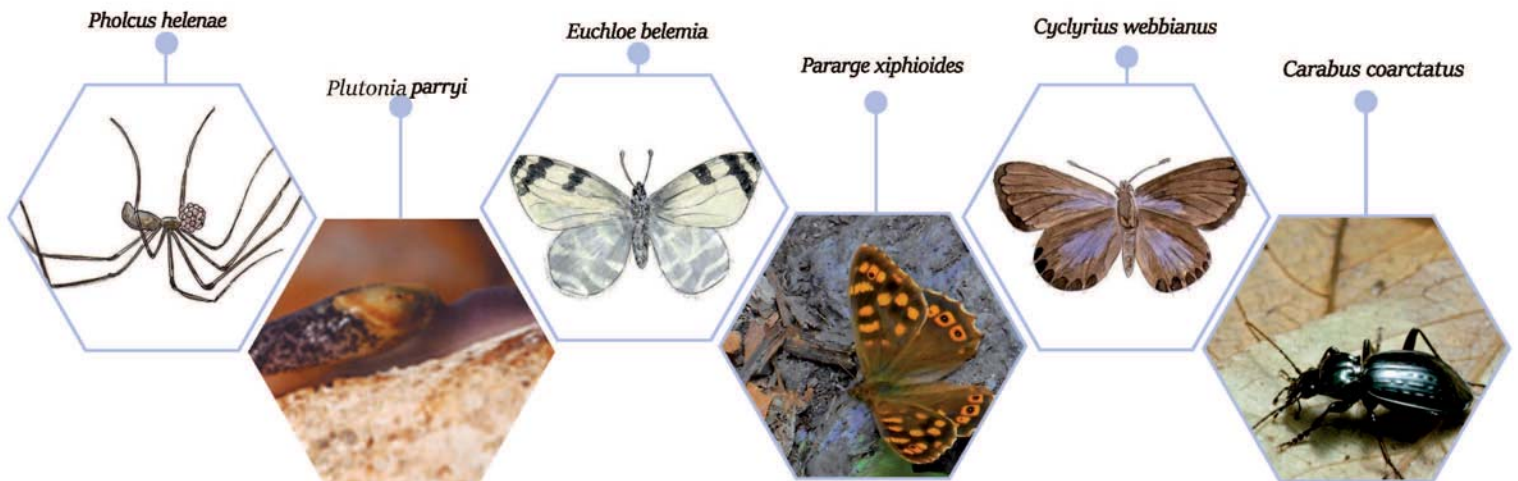 Pholcus helenae
Plutonia parryi
Euchloe belemia
Pararge xiphioides
Cyclyrius webbianus
Carabus coarctatus